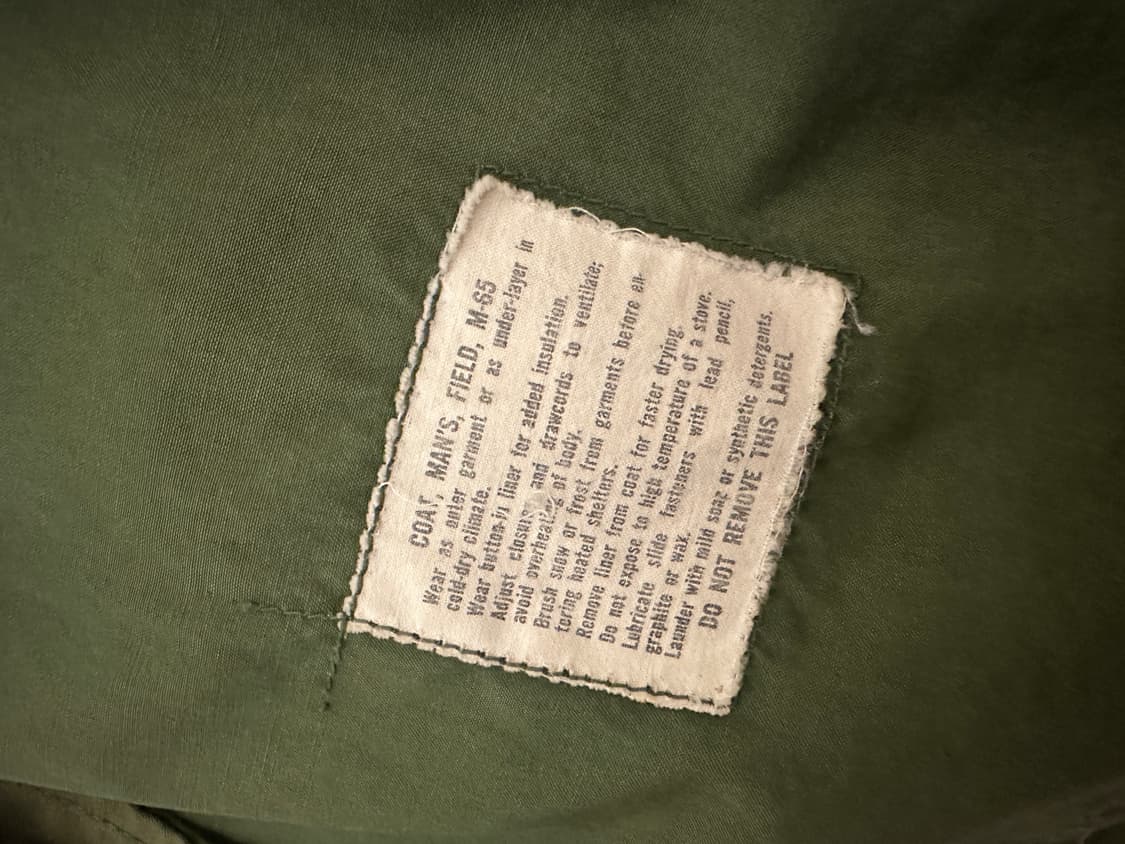 COAT, MAN'S, FIELD, M-65
Wear as outer garment or as under-layer in
cold-dry climate.
Wear button-in liner for added insulation.
Adjust closures and drawcords to ventilate;
avoid overheating of body.
Brush snow or frost from garments before en-
tering heated shelters.
Remove liner from coat for faster drying.
Do not expose to high temperature of a stove.
Lubricate slide fasteners with lead pencil,
graphite or wax.
Launder with mild soap or synthetic detergents.
DO NOT REMOVE THIS LABEL